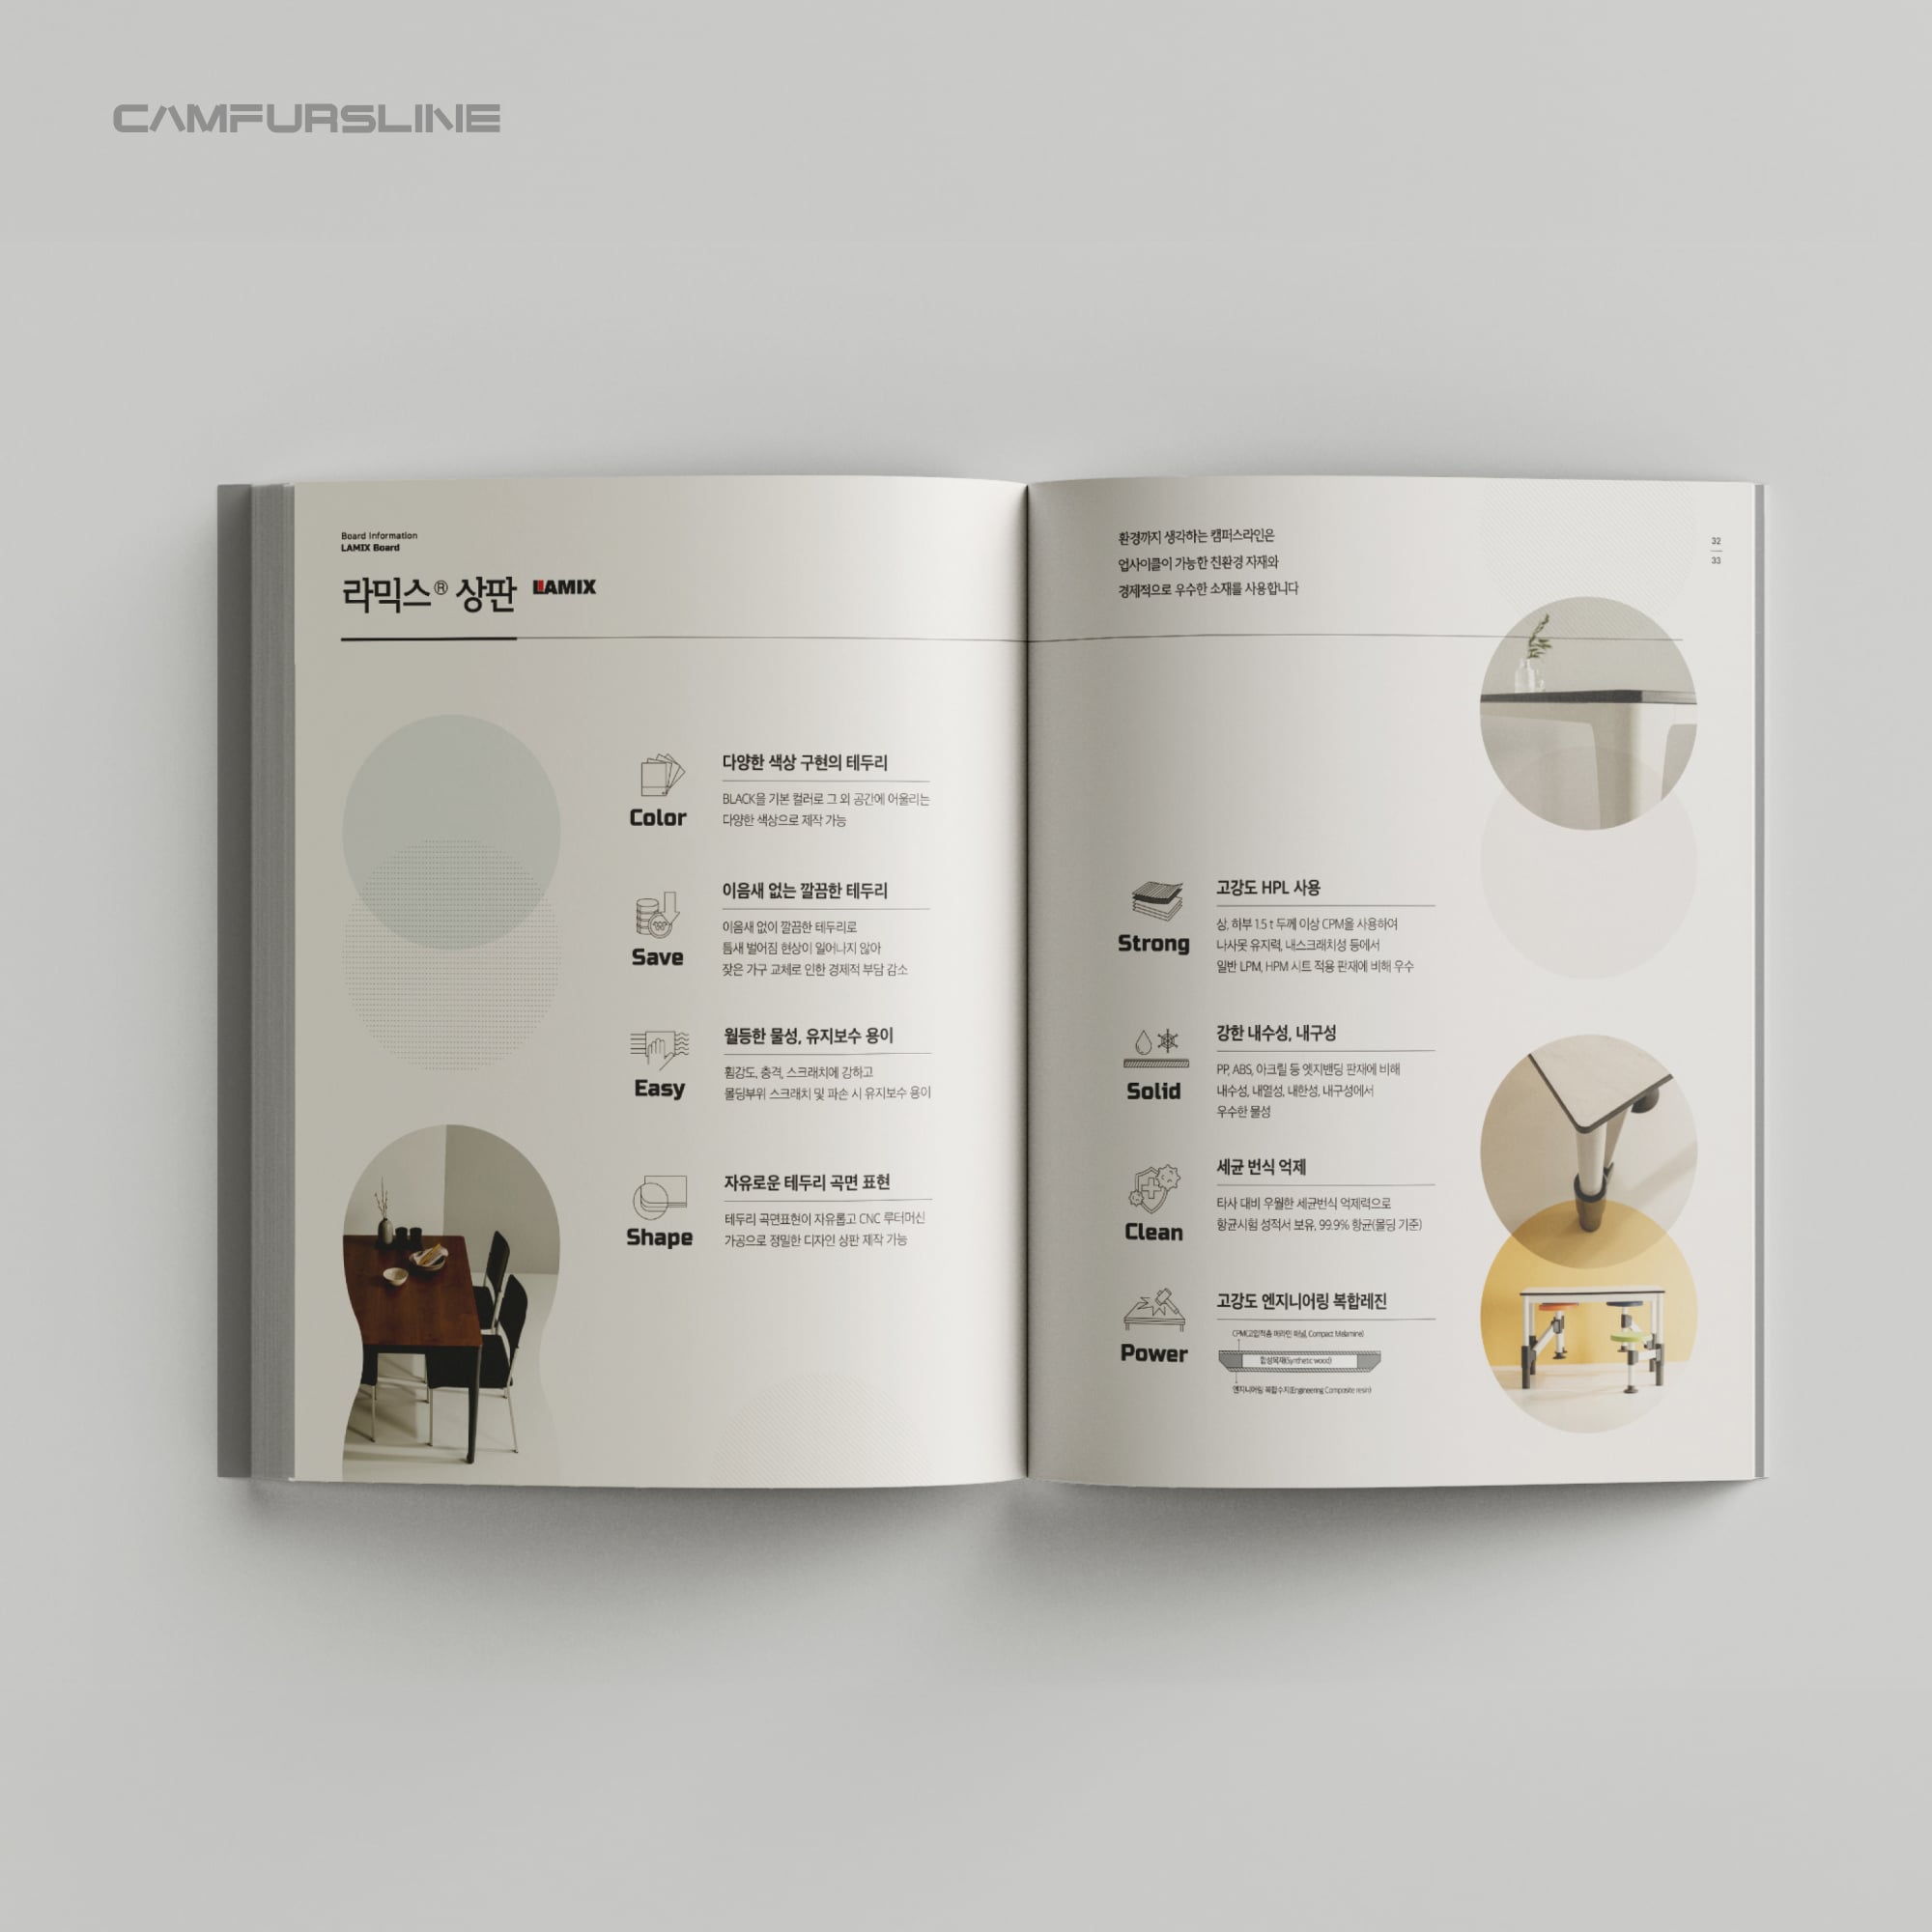 CAMFURSLINE
Board Information
LAMIX Board
라믹스® 상판 LAMIX
Color
다양한 색상 구현의 테두리
BLACK을 기본 컬러로 그 외 공간에 어울리는
다양한 색상으로 제작 가능
Save
이음새 없는 깔끔한 테두리
이음새 없이 깔끔한 테두리로
틈새 벌어짐 현상이 일어나지 않아
잦은 가구 교체로 인한 경제적 부담 감소
Easy
월등한 물성, 유지보수 용이
휨강도, 충격, 스크래치에 강하고
몰딩부위 스크래치 및 파손 시 유지보수 용이
Shape
자유로운 테두리 곡면 표현
테두리 곡면표현이 자유롭고 CNC 루터머신
가공으로 정밀한 디자인 상판 제작 가능
환경까지 생각하는 캠퍼스라인은
업사이클이 가능한 친환경 자재와
경제적으로 우수한 소재를 사용합니다
32
33
Strong
고강도 HPL 사용
상, 하부 1.5 t 두께 이상 CPM을 사용하여
나사못 유지력, 내스크래치성 등에서
일반 LPM, HPM 시트 적용 판재에 비해 우수
Solid
강한 내수성, 내구성
PP, ABS, 아크릴 등 엣지밴딩 판재에 비해
내수성, 내열성, 내한성, 내구성에서
우수한 물성
Clean
세균 번식 억제
타사 대비 우월한 세균번식 억제력으로
항균시험 성적서 보유, 99.9% 항균(몰딩 기준)
Power
고강도 엔지니어링 복합레진
CPM(고압적층 멜라민 패널, Compact Melamine)
합성목재(Synthetic wood)
엔지니어링 복합수지(Engineering Composite resin)